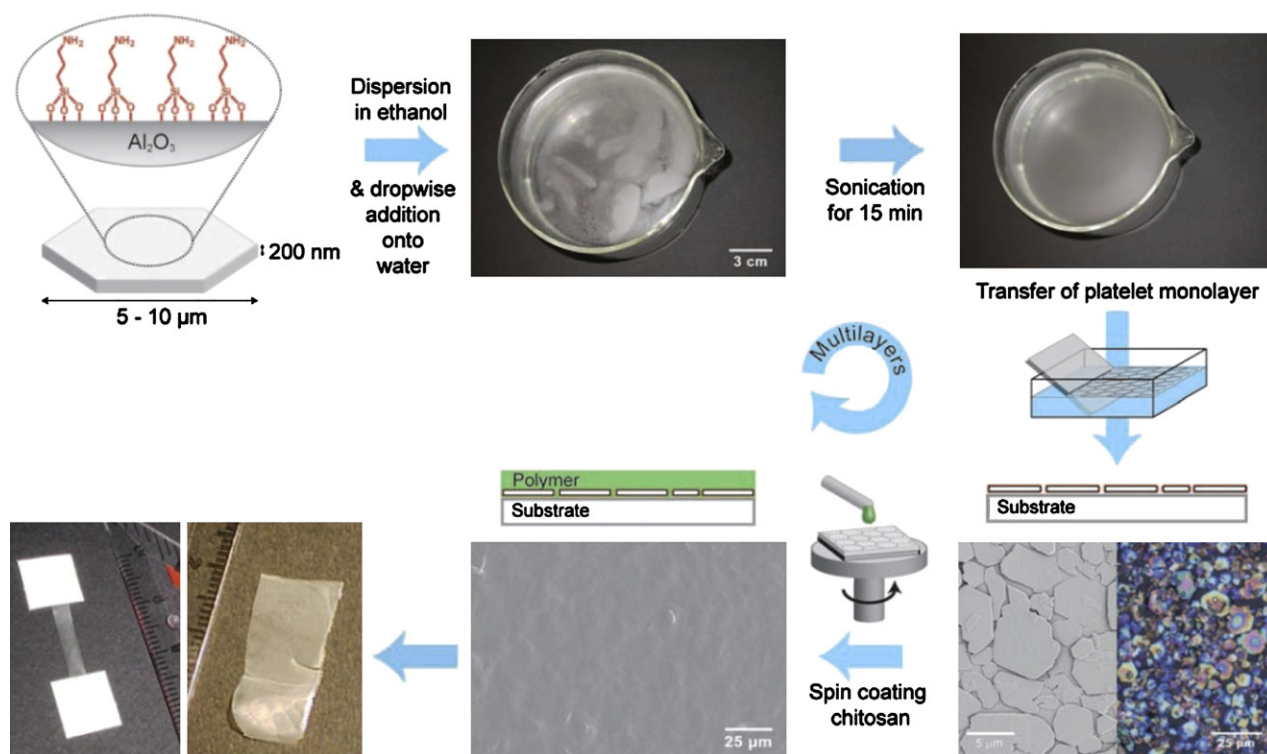 NH₂ NH₂ NH₂ NH₂
Si Si Si Si
O O O O O O O O O O O O
Al₂O₃
200 nm
5 - 10 µm
Dispersion
in ethanol
& dropwise
addition
onto
water
3 cm
Sonication
for 15 min
Transfer of platelet monolayer
Multilayers
Substrate
5 µm
25 µm
Spin coating
chitosan
Polymer
Substrate
25 µm